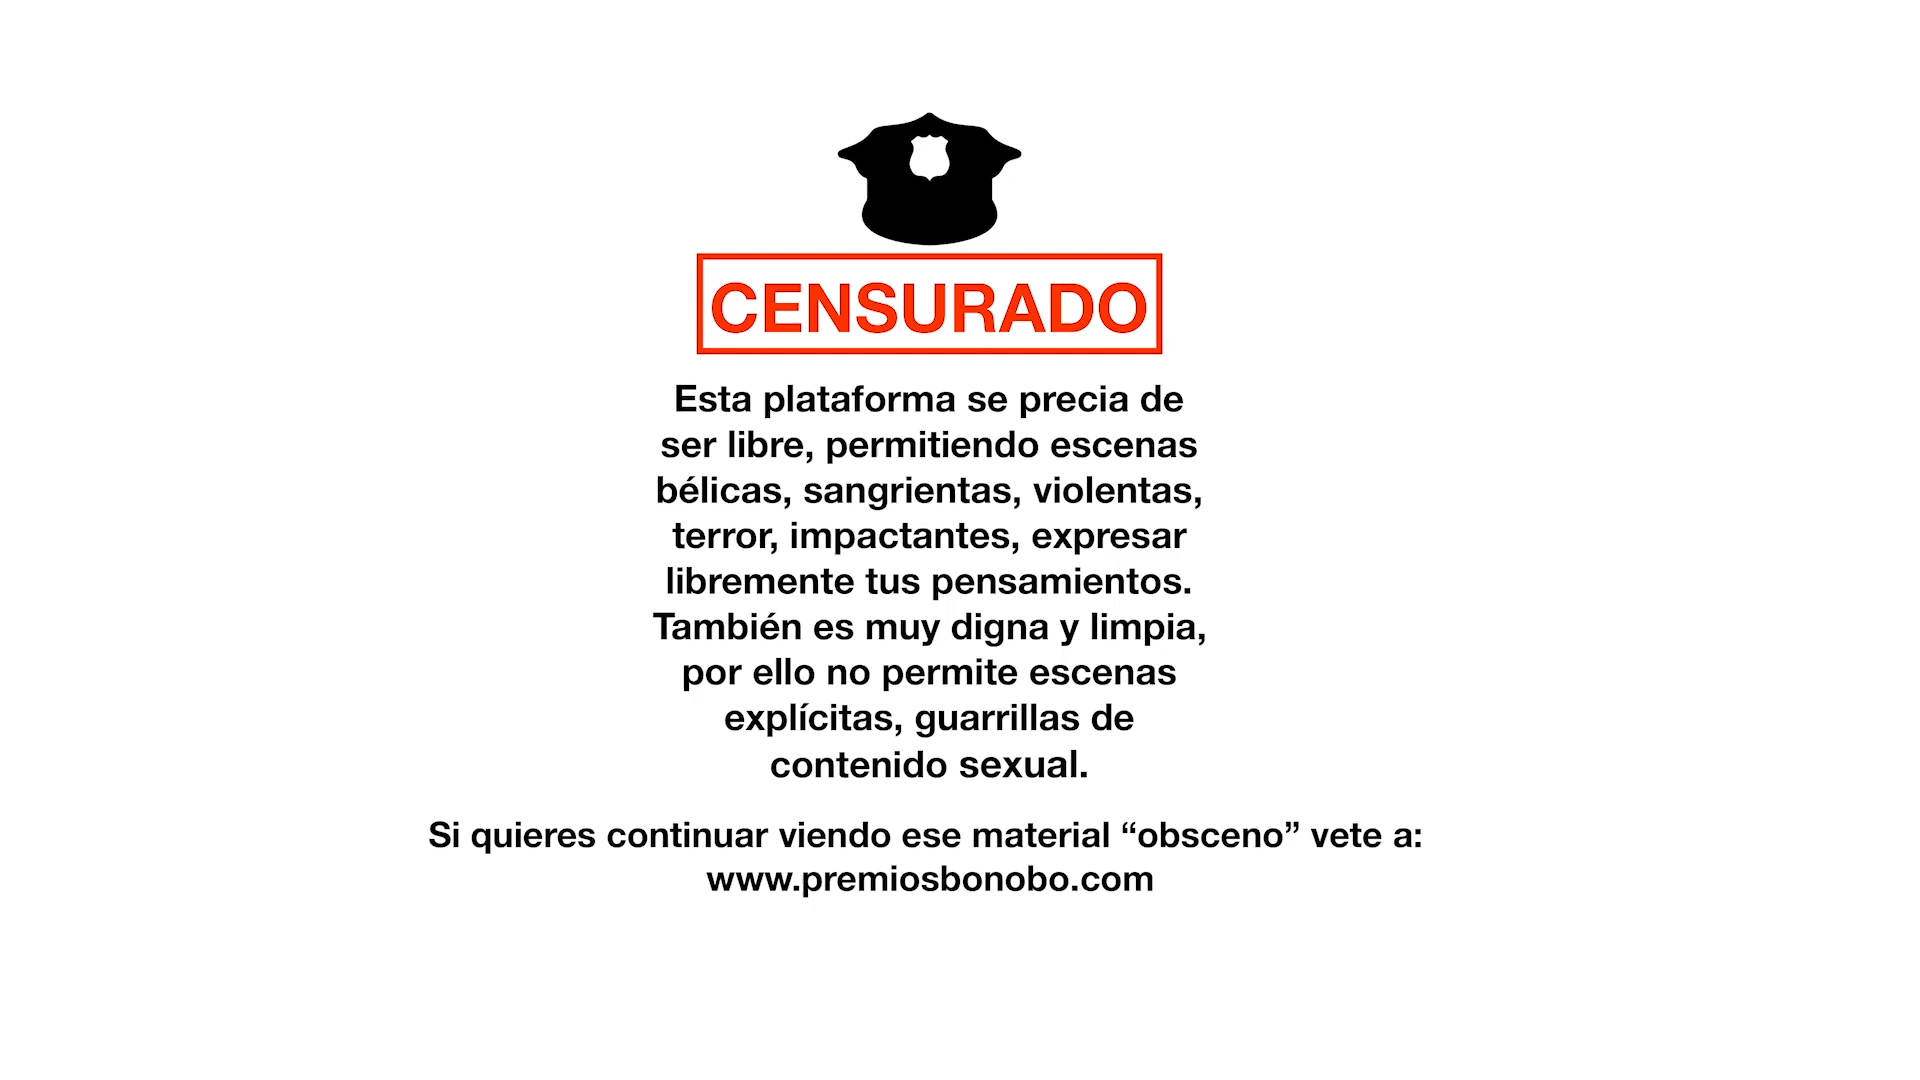 CENSURADO
Esta plataforma se precia de
ser libre, permitiendo escenas
bélicas, sangrientas, violentas,
terror, impactantes, expresar
libremente tus pensamientos.
También es muy digna y limpia,
por ello no permite escenas
explícitas, guarrillas de
contenido sexual.
Si quieres continuar viendo ese material “obsceno” vete a:
www.premiosbonobo.com